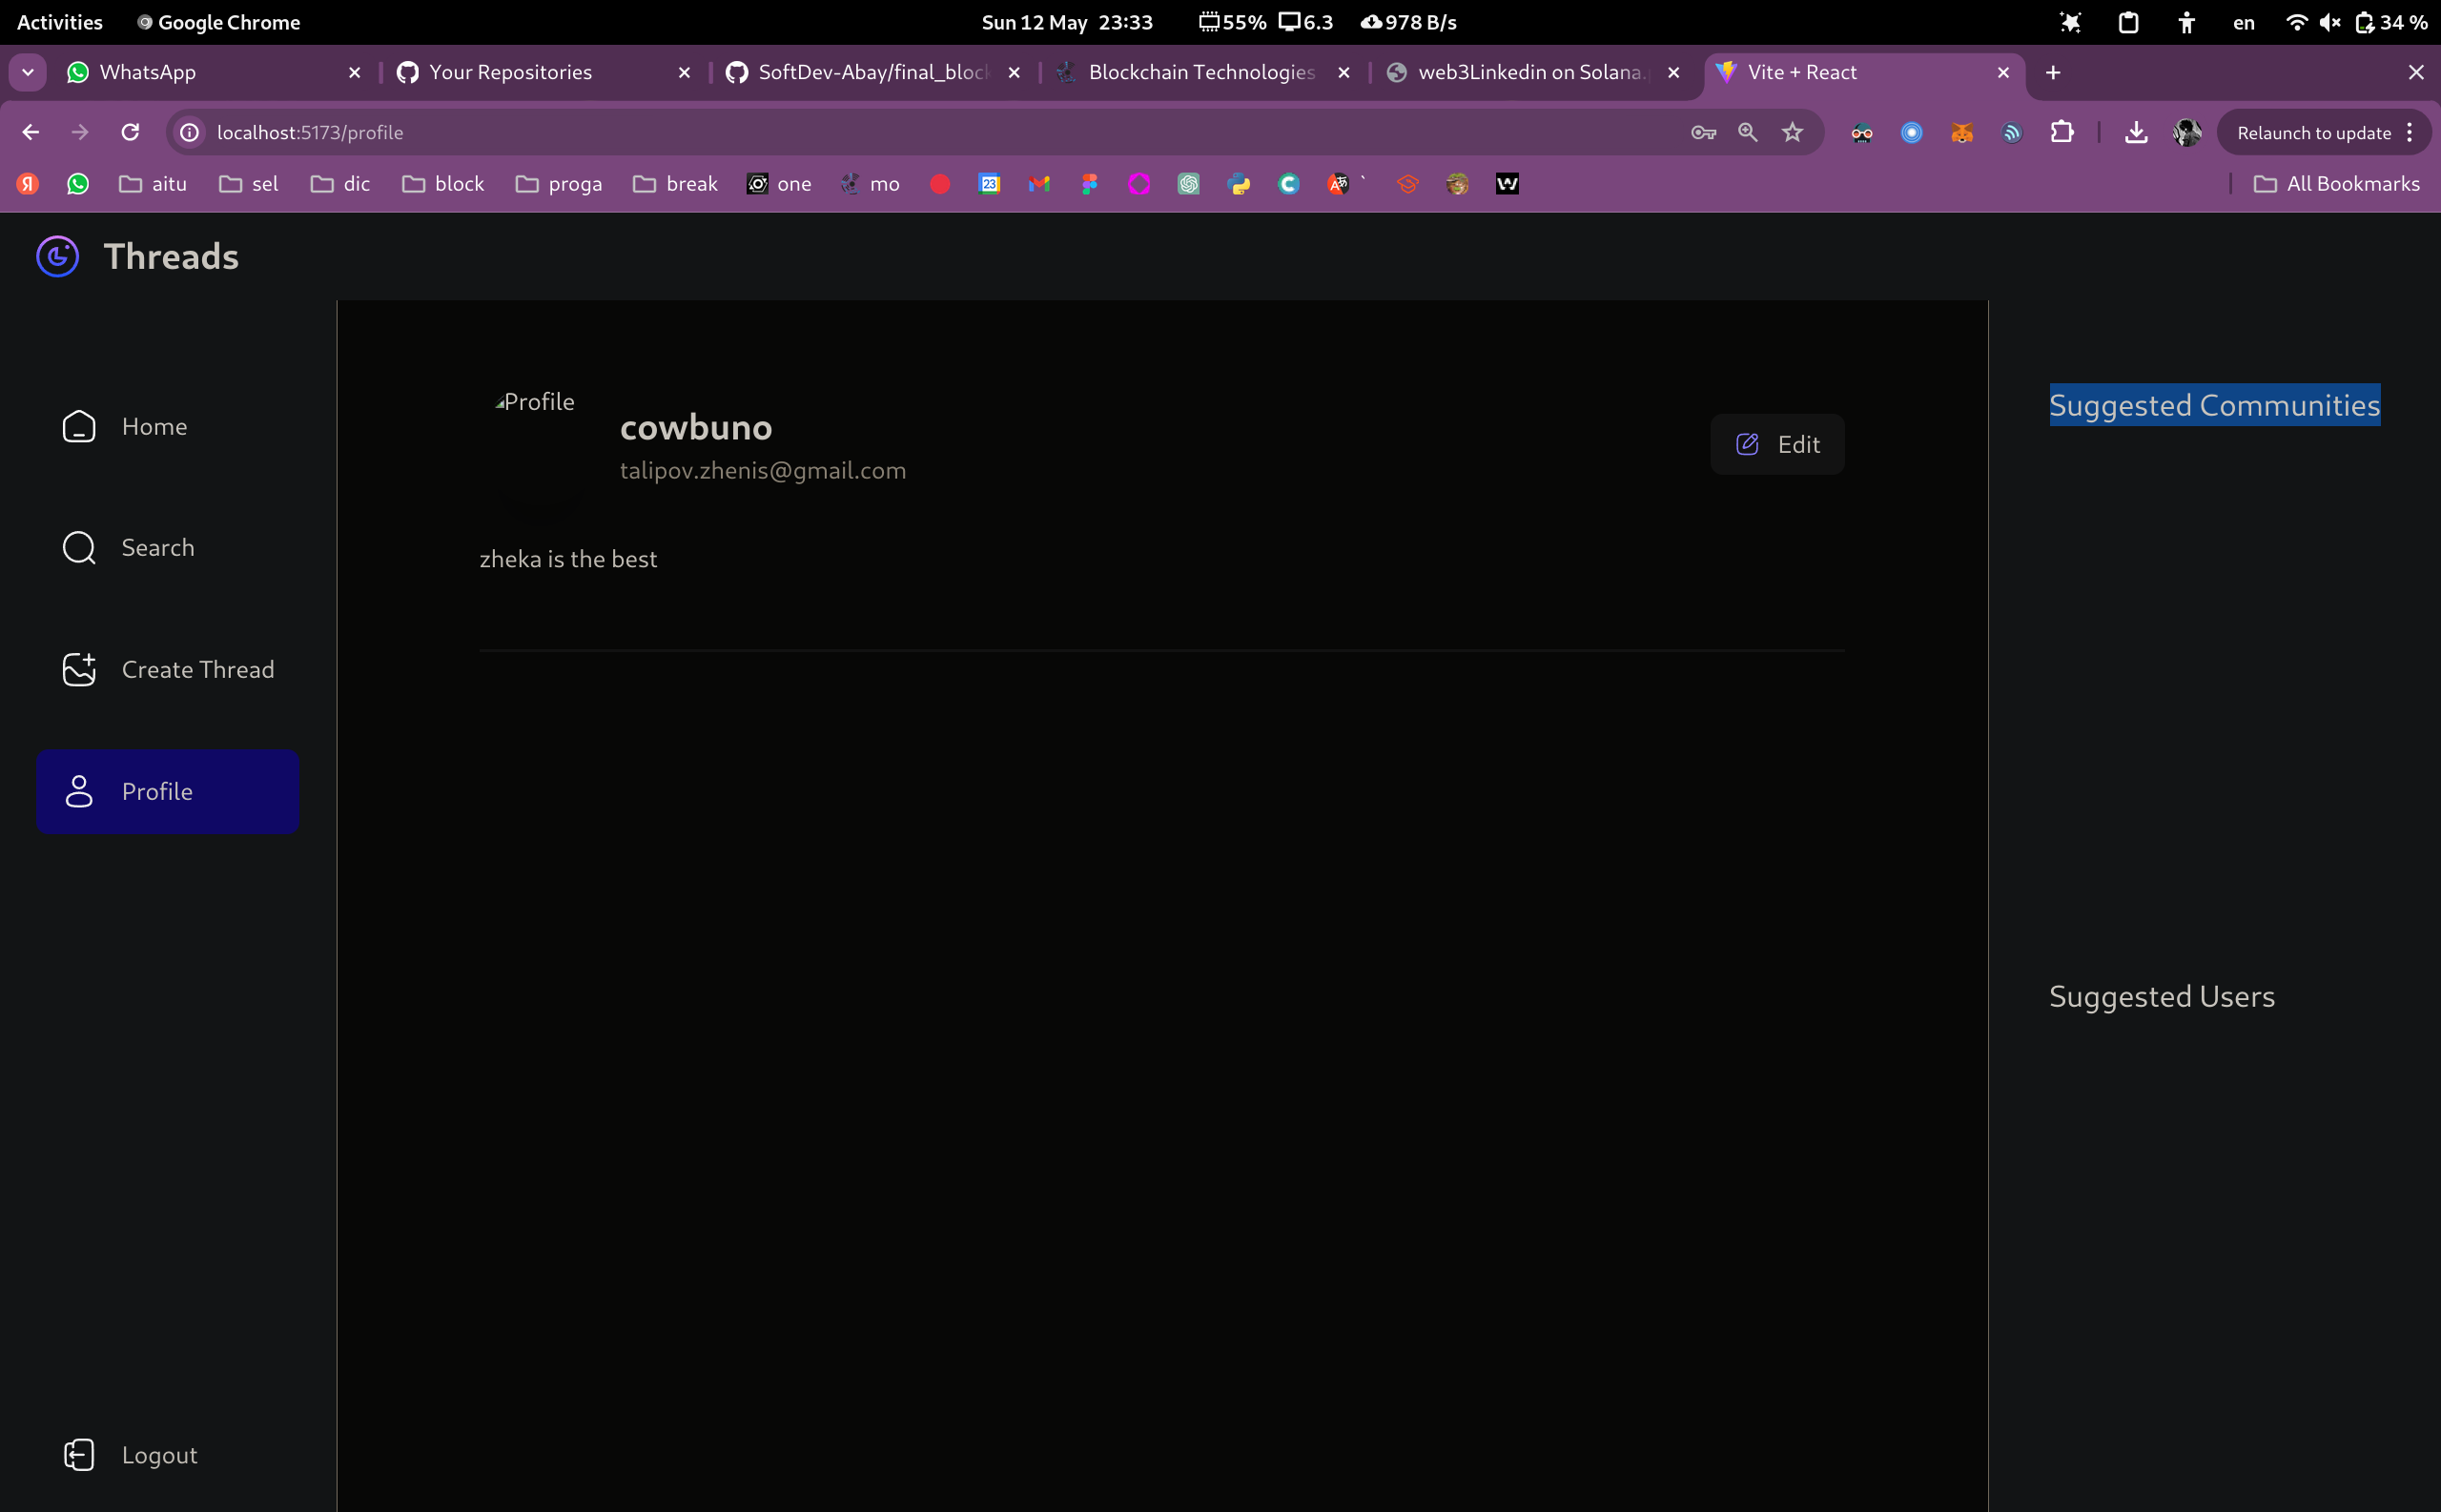 Activities Google Chrome Sun 12 May 23:33 55% 6.3 978 B/s en 34 %
WhatsApp Your Repositories SoftDev-Abay/final_block Blockchain Technologies web3Linkedin on Solana. Vite + React
localhost:5173/profile Relaunch to update
aitu sel dic block proga break one mo All Bookmarks
Threads
Home
Search
Create Thread
Profile
Logout
Profile
cowbuno
talipov.zhenis@gmail.com
Edit
zheka is the best
Suggested Communities
Suggested Users